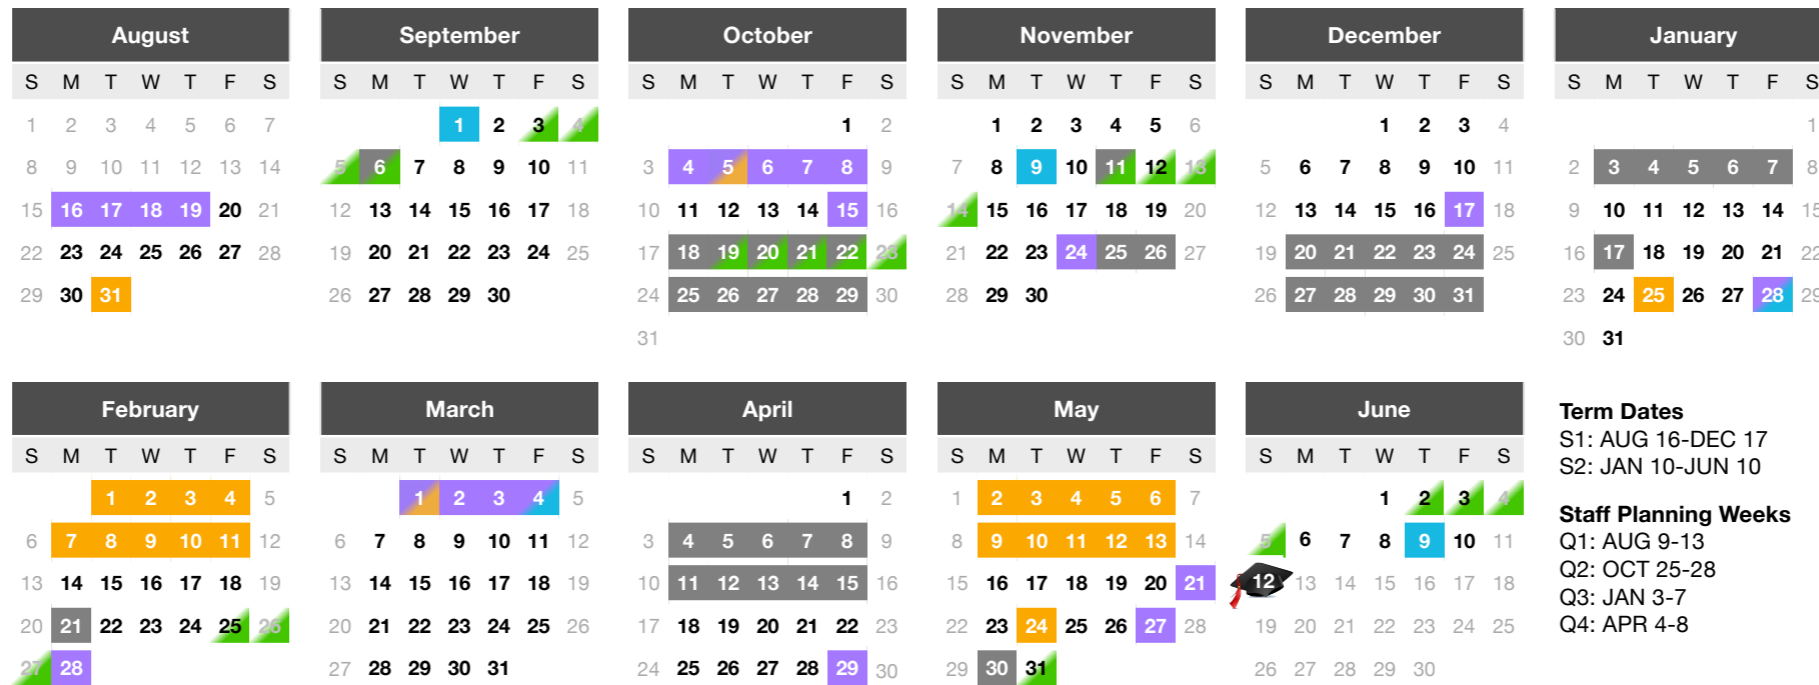 August September October November December January
S M T W T F S S M T W T F S S M T W T F S S M T W T F S S M T W T F S S M T W T F S
1 2 3 4 5 6 7 1 2 3 4 1 2 1 2 3 4 5 6 1 2 3 4 1
8 9 10 11 12 13 14 5 6 7 8 9 10 11 3 4 5 6 7 8 9 7 8 9 10 11 12 13 5 6 7 8 9 10 11 2 3 4 5 6 7 8
15 16 17 18 19 20 21 12 13 14 15 16 17 18 10 11 12 13 14 15 16 14 15 16 17 18 19 20 12 13 14 15 16 17 18 9 10 11 12 13 14 15
22 23 24 25 26 27 28 19 20 21 22 23 24 25 17 18 19 20 21 22 23 21 22 23 24 25 26 27 19 20 21 22 23 24 25 16 17 18 19 20 21 22
29 30 31 26 27 28 29 30 24 25 26 27 28 29 30 28 29 30 26 27 28 29 30 31 23 24 25 26 27 28 29
31 30 31
February March April May June
S M T W T F S S M T W T F S S M T W T F S S M T W T F S S M T W T F S
1 2 3 4 5 1 2 3 4 5 1 2 1 2 3 4 5 6 7 1 2 3 4
6 7 8 9 10 11 12 6 7 8 9 10 11 12 3 4 5 6 7 8 9 8 9 10 11 12 13 14 5 6 7 8 9 10 11
13 14 15 16 17 18 19 13 14 15 16 17 18 19 10 11 12 13 14 15 16 15 16 17 18 19 20 21 12 13 14 15 16 17 18
20 21 22 23 24 25 26 20 21 22 23 24 25 26 17 18 19 20 21 22 23 22 23 24 25 26 27 28 19 20 21 22 23 24 25
27 28 27 28 29 30 31 24 25 26 27 28 29 30 29 30 31 26 27 28 29 30
Term Dates
S1: AUG 16-DEC 17
S2: JAN 10-JUN 10
Staff Planning Weeks
Q1: AUG 9-13
Q2: OCT 25-28
Q3: JAN 3-7
Q4: APR 4-8